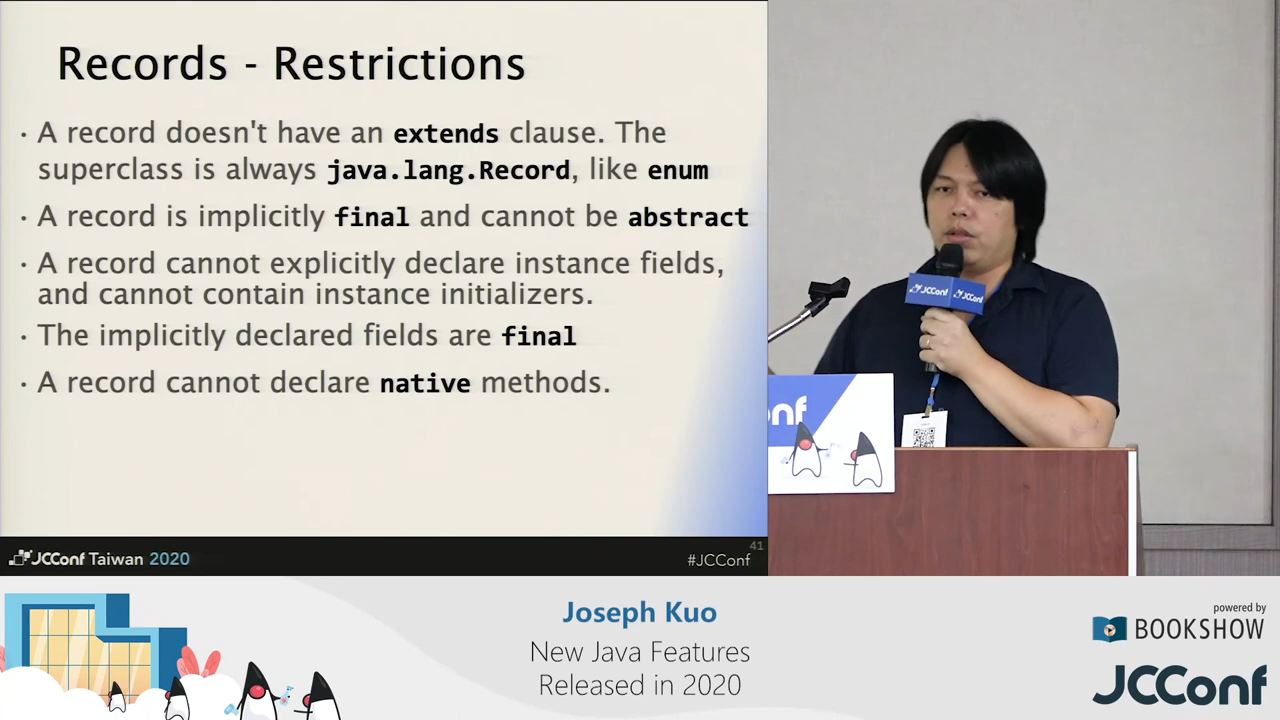 Records - Restrictions
· A record doesn't have an extends clause. The
superclass is always java.lang.Record, like enum
· A record is implicitly final and cannot be abstract
· A record cannot explicitly declare instance fields,
and cannot contain instance initializers.
· The implicitly declared fields are final
· A record cannot declare native methods.
41
JCConf Taiwan 2020
#JCConf
JCConf
JCConf
onf
Joseph Kuo
New Java Features
Released in 2020
powered by
BOOKSHOW
JCConf